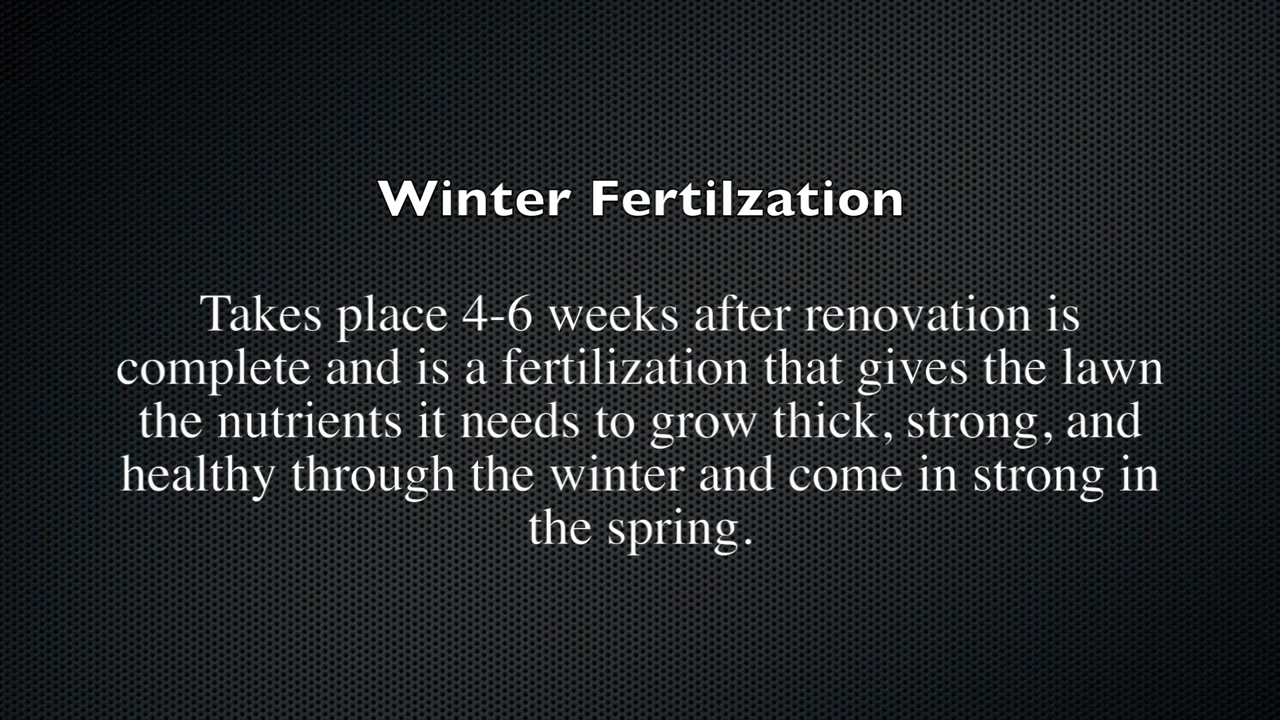 Winter Fertilzation
Takes place 4-6 weeks after renovation is
complete and is a fertilization that gives the lawn
the nutrients it needs to grow thick, strong, and
healthy through the winter and come in strong in
the spring.